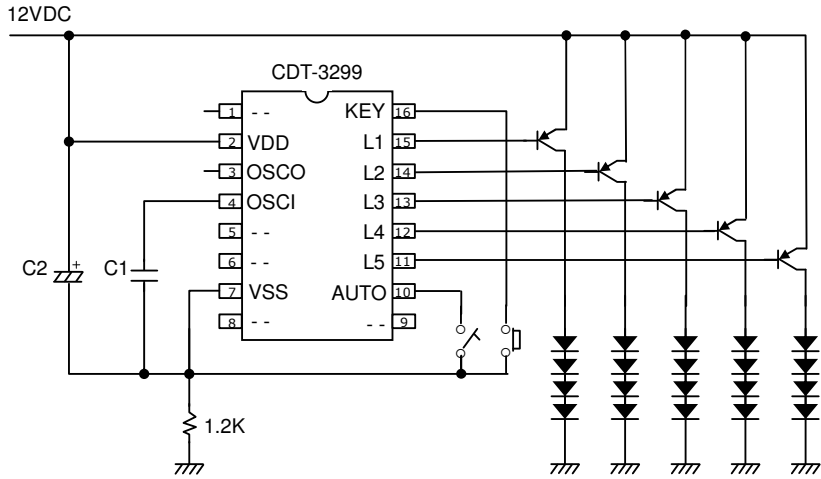 12VDC
CDT-3299
1 -- KEY 16
2 VDD L1 15
3 OSCO L2 14
4 OSCI L3 13
5 -- L4 12
6 -- L5 11
7 VSS AUTO 10
8 -- -- 9
C2 + C1
1.2K